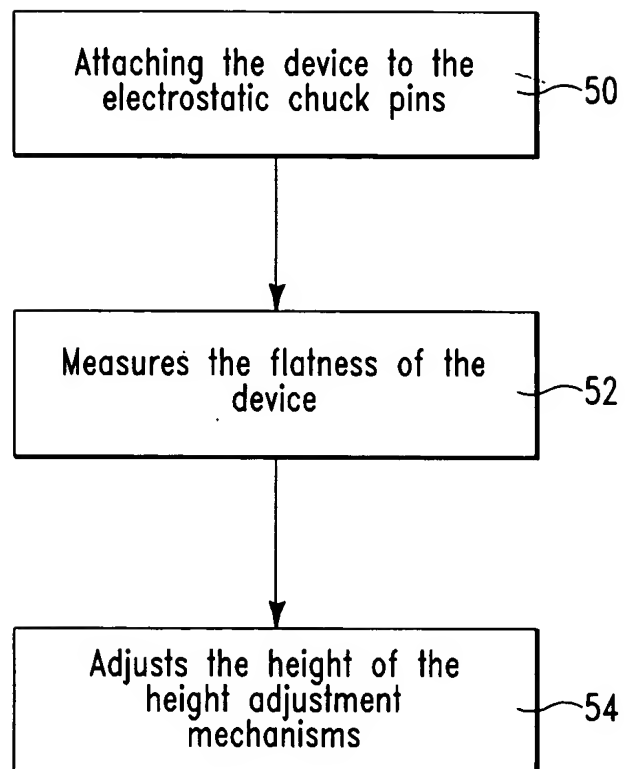 Attaching the device to the
electrostatic chuck pins
50
Measures the flatness of the
device
52
Adjusts the height of the
height adjustment
mechanisms
54